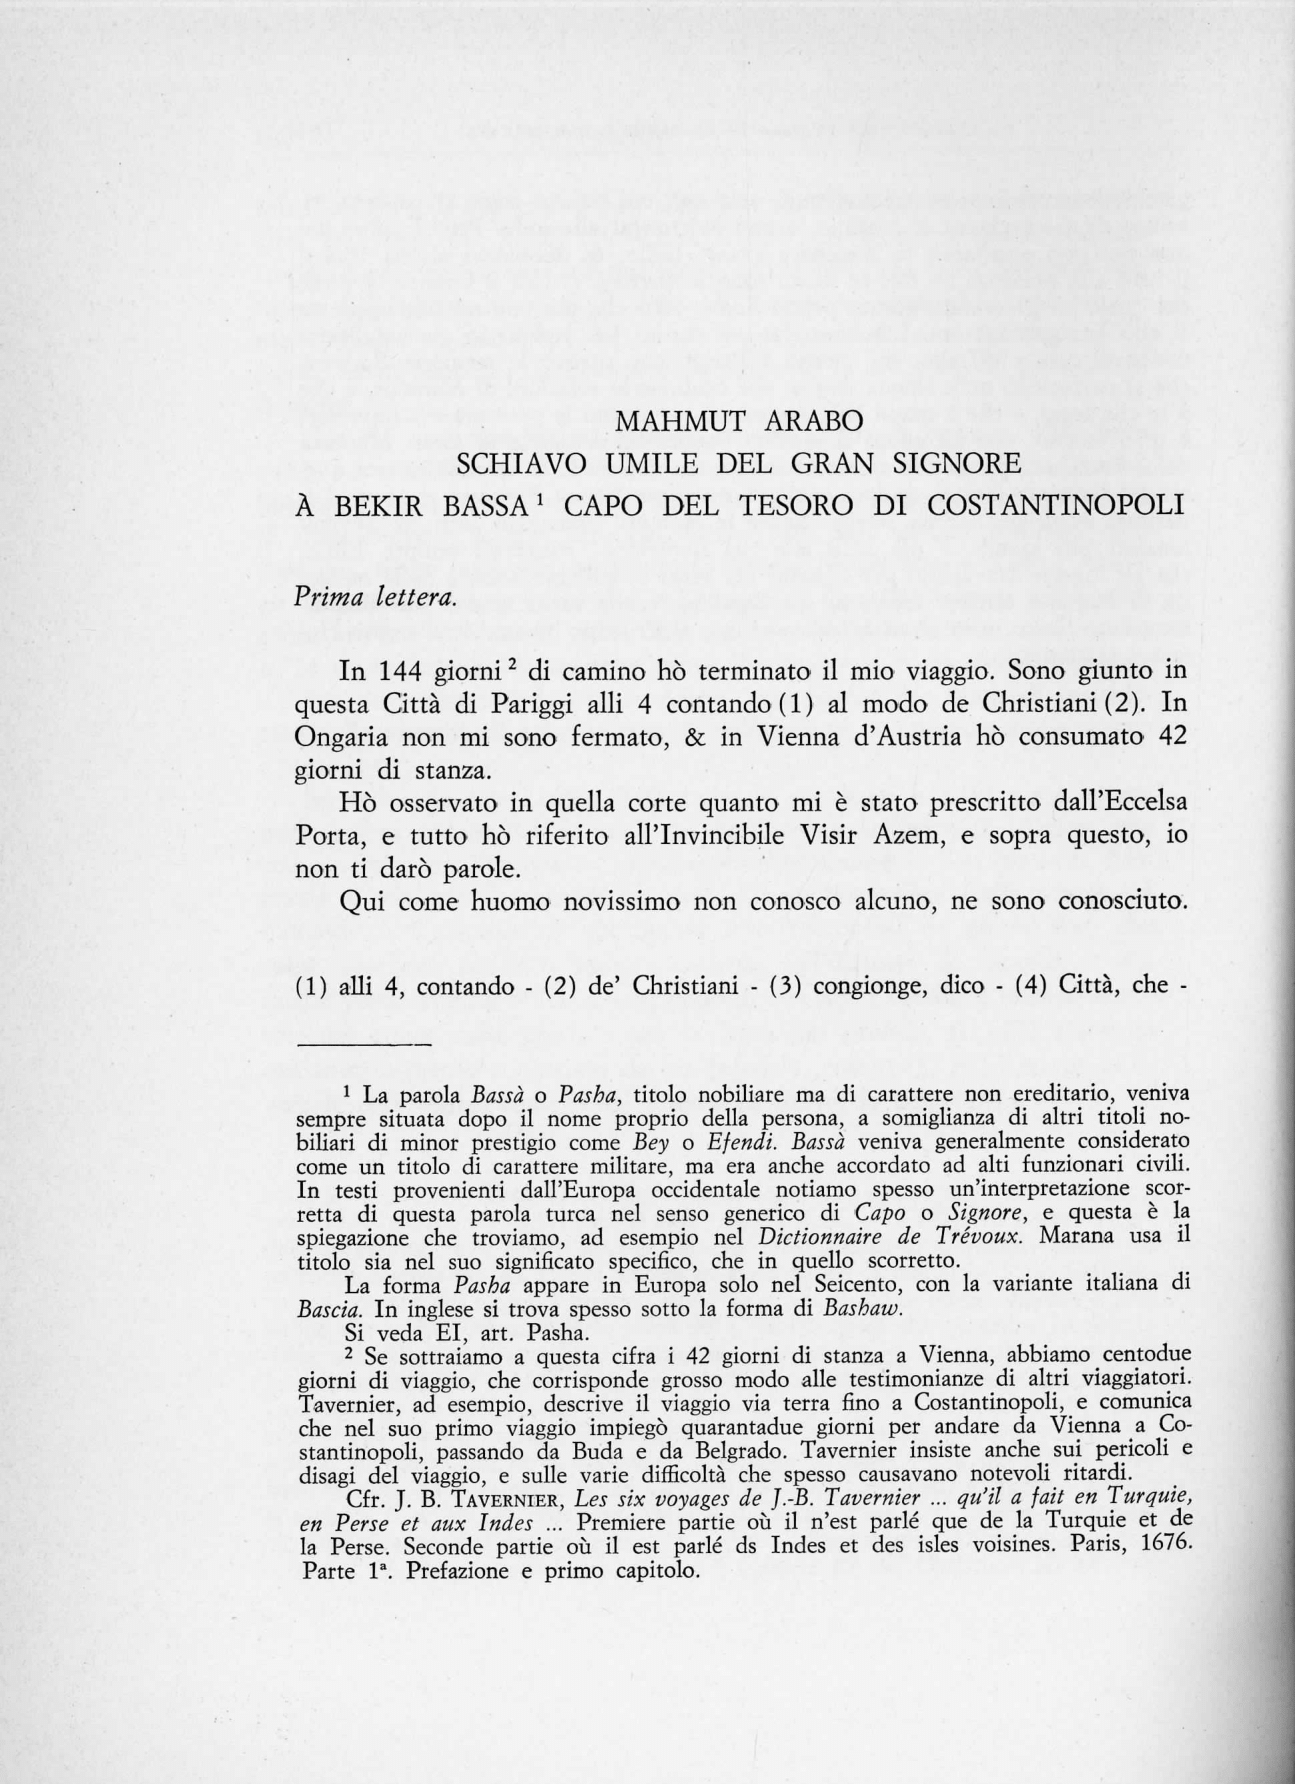 MAHMUT ARABO
SCHIAVO UMILE DEL GRAN SIGNORE
À BEKIR BASSA ¹ CAPO DEL TESORO DI COSTANTINOPOLI
Prima lettera.
In 144 giorni ² di camino hò terminato il mio viaggio. Sono giunto in
questa Città di Pariggi alli 4 contando (1) al modo de Christiani (2). In
Ongaria non mi sono fermato, & in Vienna d'Austria hò consumato 42
giorni di stanza.
Hò osservato in quella corte quanto mi è stato prescritto dall'Eccelsa
Porta, e tutto hò riferito all'Invincibile Visir Azem, e sopra questo, io
non ti darò parole.
Qui come huomo novissimo non conosco alcuno, ne sono conosciuto.
(1) alli 4, contando - (2) de' Christiani - (3) congionge, dico - (4) Città, che -
¹ La parola Bassà o Pasha, titolo nobiliare ma di carattere non ereditario, veniva
sempre situata dopo il nome proprio della persona, a somiglianza di altri titoli no-
biliari di minor prestigio come Bey o Efendi. Bassà veniva generalmente considerato
come un titolo di carattere militare, ma era anche accordato ad alti funzionari civili.
In testi provenienti dall'Europa occidentale notiamo spesso un'interpretazione scor-
retta di questa parola turca nel senso generico di Capo o Signore, e questa è la
spiegazione che troviamo, ad esempio nel Dictionnaire de Trévoux. Marana usa il
titolo sia nel suo significato specifico, che in quello scorretto.
La forma Pasha appare in Europa solo nel Seicento, con la variante italiana di
Bascia. In inglese si trova spesso sotto la forma di Bashaw.
Si veda EI, art. Pasha.
² Se sottraiamo a questa cifra i 42 giorni di stanza a Vienna, abbiamo centodue
giorni di viaggio, che corrisponde grosso modo alle testimonianze di altri viaggiatori.
Tavernier, ad esempio, descrive il viaggio via terra fino a Costantinopoli, e comunica
che nel suo primo viaggio impiegò quarantadue giorni per andare da Vienna a Co-
stantinopoli, passando da Buda e da Belgrado. Tavernier insiste anche sui pericoli e
disagi del viaggio, e sulle varie difficoltà che spesso causavano notevoli ritardi.
Cfr. J. B. TAVERNIER, Les six voyages de J.-B. Tavernier ... qu'il a fait en Turquie,
en Perse et aux Indes ... Premiere partie où il n'est parlé que de la Turquie et de
la Perse. Seconde partie où il est parlé ds Indes et des isles voisines. Paris, 1676.
Parte 1ª. Prefazione e primo capitolo.